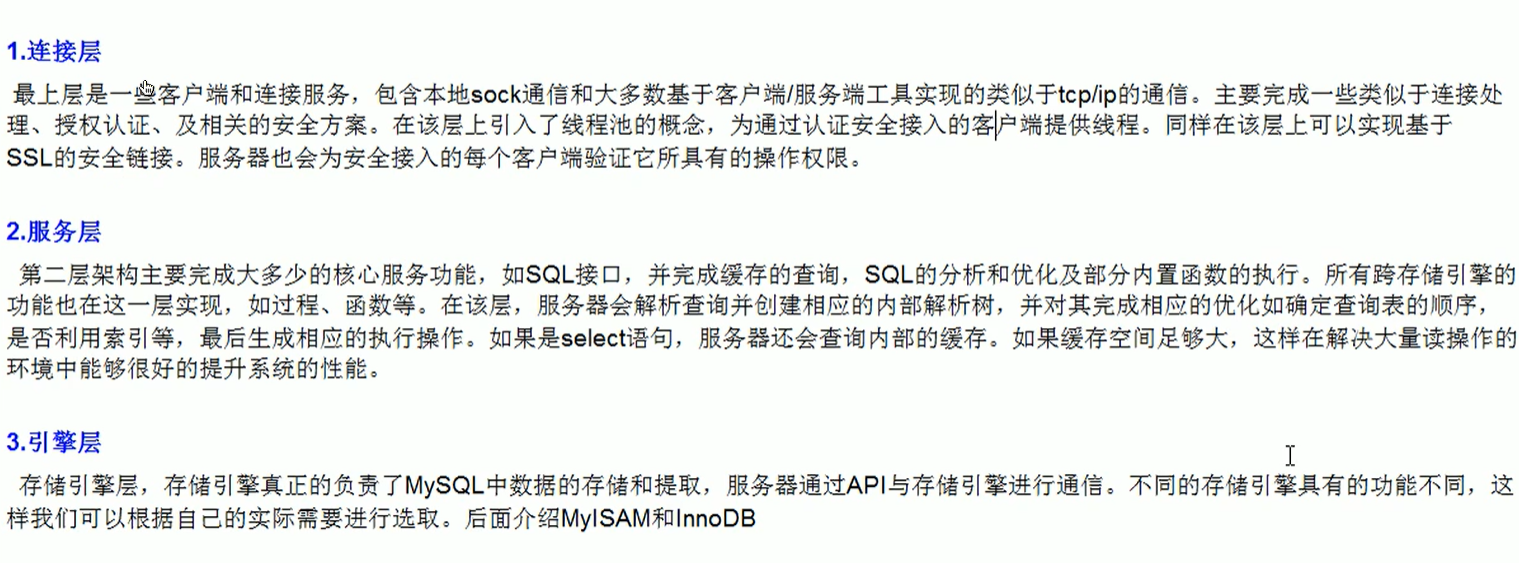 1.连接层
最上层是一些客户端和连接服务，包含本地sock通信和大多数基于客户端/服务端工具实现的类似于tcp/ip的通信。主要完成一些类似于连接处
理、授权认证、及相关的安全方案。在该层上引入了线程池的概念，为通过认证安全接入的客户端提供线程。同样在该层上可以实现基于
SSL的安全链接。服务器也会为安全接入的每个客户端验证它所具有的操作权限。
2.服务层
第二层架构主要完成大多少的核心服务功能，如SQL接口，并完成缓存的查询，SQL的分析和优化及部分内置函数的执行。所有跨存储引擎的
功能也在这一层实现，如过程、函数等。在该层，服务器会解析查询并创建相应的内部解析树，并对其完成相应的优化如确定查询表的顺序，
是否利用索引等，最后生成相应的执行操作。如果是select语句，服务器还会查询内部的缓存。如果缓存空间足够大，这样在解决大量读操作的
环境中能够很好的提升系统的性能。
3.引擎层
存储引擎层，存储引擎真正的负责了MySQL中数据的存储和提取，服务器通过API与存储引擎进行通信。不同的存储引擎具有的功能不同，这
样我们可以根据自己的实际需要进行选取。后面介绍MyISAM和InnoDB